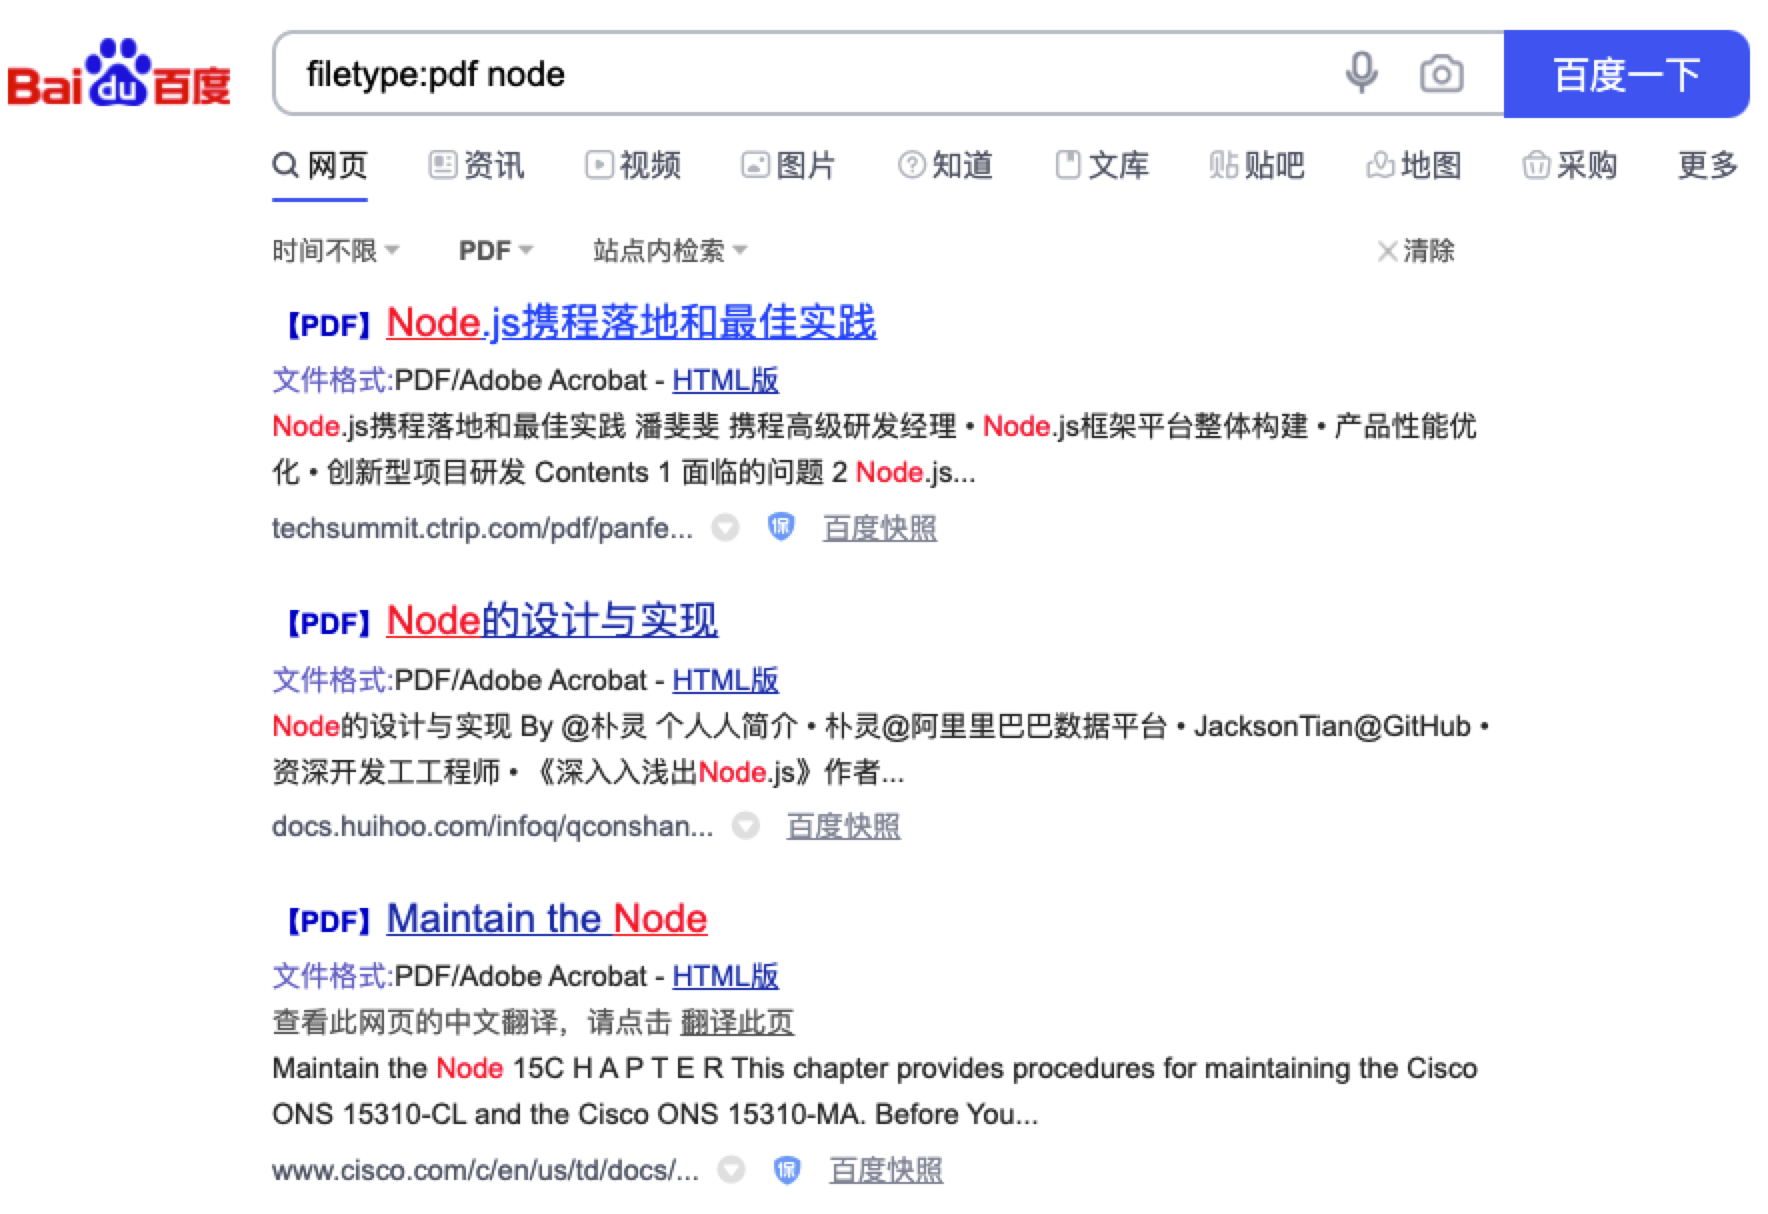 Bai du 百度
filetype:pdf node
百度一下
网页 资讯 视频 图片 知道 文库 贴 贴吧 地图 采购 更多
时间不限 PDF 站点内检索 清除
【PDF】 Node.js携程落地和最佳实践
文件格式:PDF/Adobe Acrobat - HTML版
Node.js携程落地和最佳实践 潘斐斐 携程高级研发经理 • Node.js框架平台整体构建 • 产品性能优
化 • 创新型项目研发 Contents 1 面临的问题 2 Node.js...
techsummit.ctrip.com/pdf/panfe... 保 百度快照
【PDF】 Node的设计与实现
文件格式:PDF/Adobe Acrobat - HTML版
Node的设计与实现 By @朴灵 个人人简介 • 朴灵@阿里里巴巴数据平台 • JacksonTian@GitHub •
资深开发工工程师 • 《深入入浅出Node.js》作者...
docs.huihoo.com/infoq/qconshan... 百度快照
【PDF】 Maintain the Node
文件格式:PDF/Adobe Acrobat - HTML版
查看此网页的中文翻译，请点击 翻译此页
Maintain the Node 15C H A P T E R This chapter provides procedures for maintaining the Cisco
ONS 15310-CL and the Cisco ONS 15310-MA. Before You...
www.cisco.com/c/en/us/td/docs/... 保 百度快照